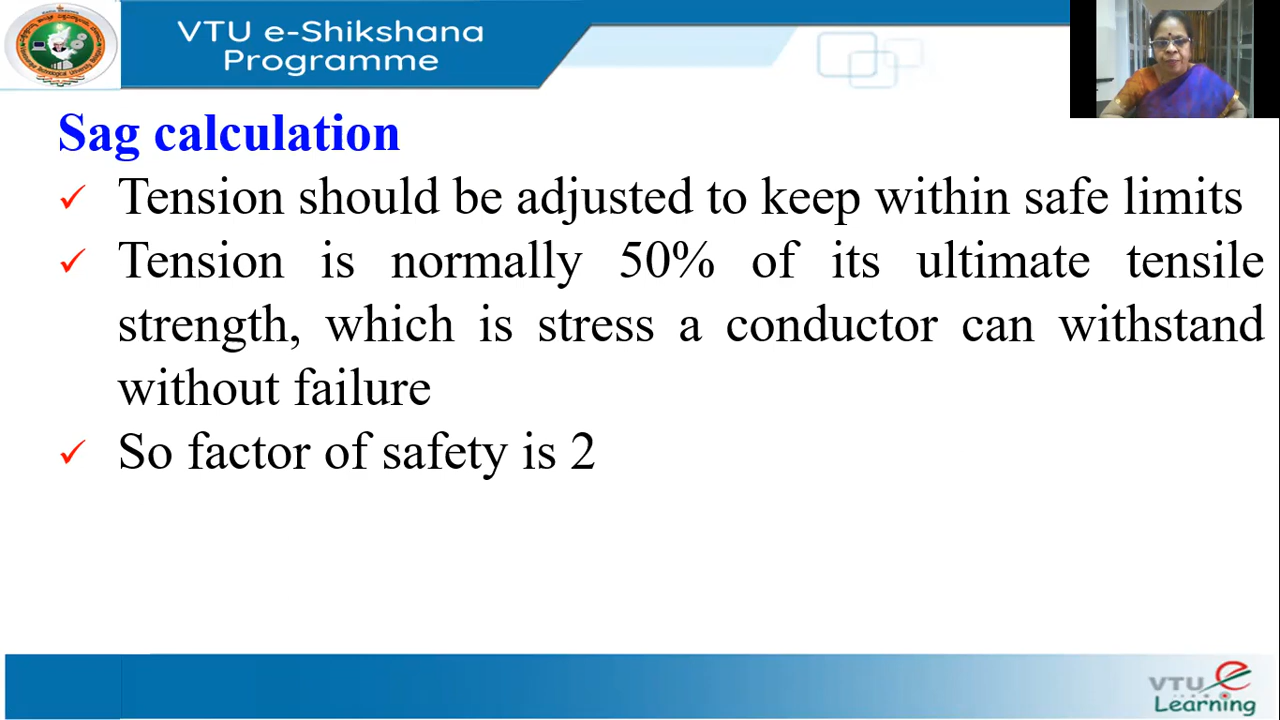 VTU e-Shikshana
Programme
Sag calculation
✓ Tension should be adjusted to keep within safe limits
✓ Tension is normally 50% of its ultimate tensile
strength, which is stress a conductor can withstand
without failure
✓ So factor of safety is 2
VTU e
Learning